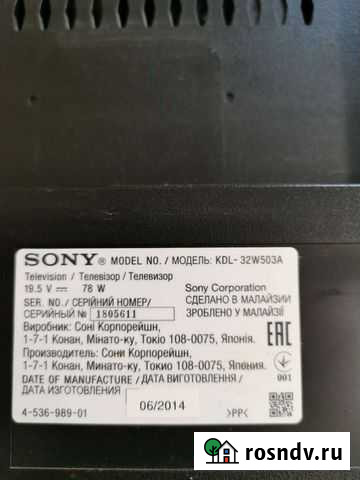 SONY® MODEL NO. / МОДЕЛЬ: KDL-32W503A
Television / Телевізор / Телевизор
19.5 V 78 W
Sony Corporation
SER. NO. / СЕРІЙНИЙ НОМЕР/
СЕРИЙНЫЙ № 1805611
СДЕЛАНО В МАЛАЙЗИИ
ЗРОБЛЕНО У МАЛАЙЗІЇ
Виробник: Соні Корпорейшн,
1-7-1 Конан, Мінато-ку, Токіо 108-0075, Японія.
Производитель: Сони Корпорейшн,
1-7-1 Конан, Минато-ку, Токио 108-0075, Япония.
EAC
001
DATE OF MANUFACTURE / ДАТА ВИГОТОВЛЕННЯ /
ДАТА ИЗГОТОВЛЕНИЯ
06/2014
4-536-989-01
>PP<
rosndv.ru